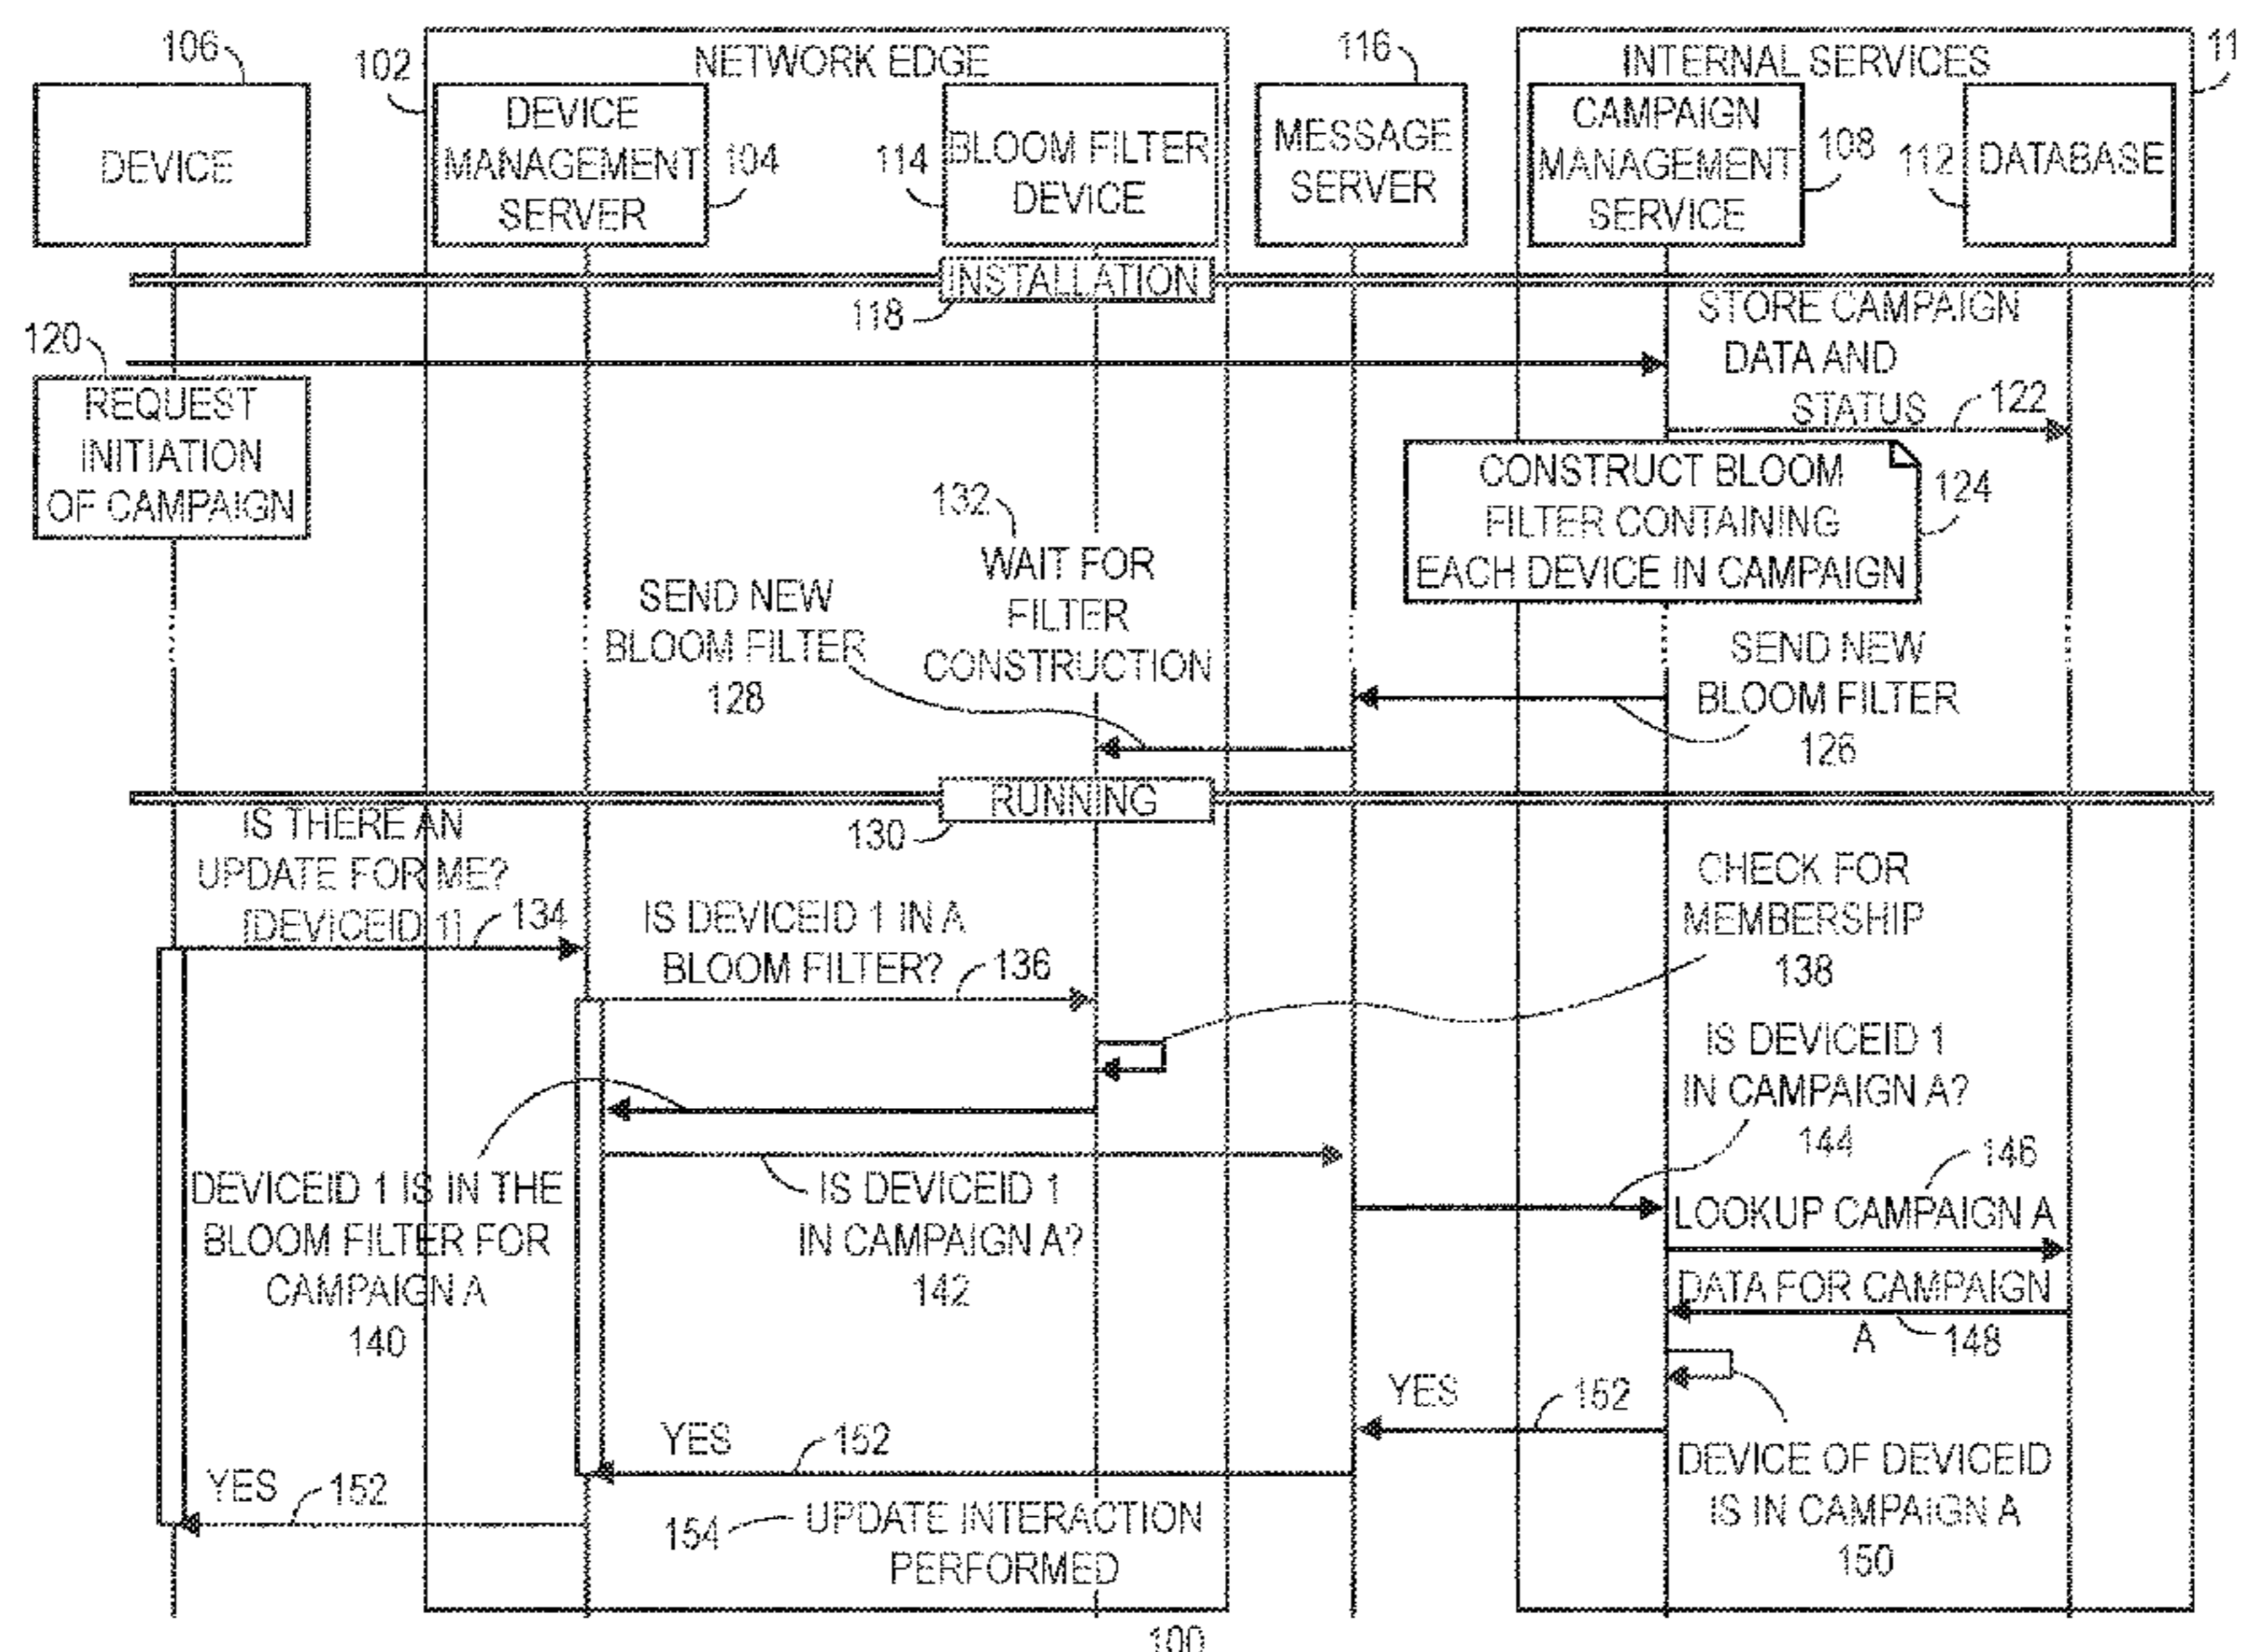 106
102
NETWORK EDGE
116
INTERNAL SERVICES
11
DEVICE
DEVICE
MANAGEMENT
SERVER
104
114
BLOOM FILTER
DEVICE
MESSAGE
SERVER
CAMPAIGN
MANAGEMENT
SERVICE
108
112
DATABASE
INSTALLATION
118
STORE CAMPAIGN
DATA AND
STATUS
122
120
REQUEST
INITIATION
OF CAMPAIGN
CONSTRUCT BLOOM
FILTER CONTAINING
EACH DEVICE IN CAMPAIGN
124
132
WAIT FOR
FILTER
CONSTRUCTION
SEND NEW
BLOOM FILTER
128
SEND NEW
BLOOM FILTER
126
RUNNING
130
IS THERE AN
UPDATE FOR ME?
[DEVICEID 1]
134
IS DEVICEID 1 IN A
BLOOM FILTER?
136
CHECK FOR
MEMBERSHIP
138
IS DEVICEID 1
IN CAMPAIGN A?
144
DEVICEID 1 IS IN THE
BLOOM FILTER FOR
CAMPAIGN A
140
IS DEVICEID 1
IN CAMPAIGN A?
142
146
LOOKUP CAMPAIGN A
DATA FOR CAMPAIGN
A
148
YES
152
DEVICE OF DEVICEID
IS IN CAMPAIGN A
150
YES
152
YES
152
154
UPDATE INTERACTION
PERFORMED
100